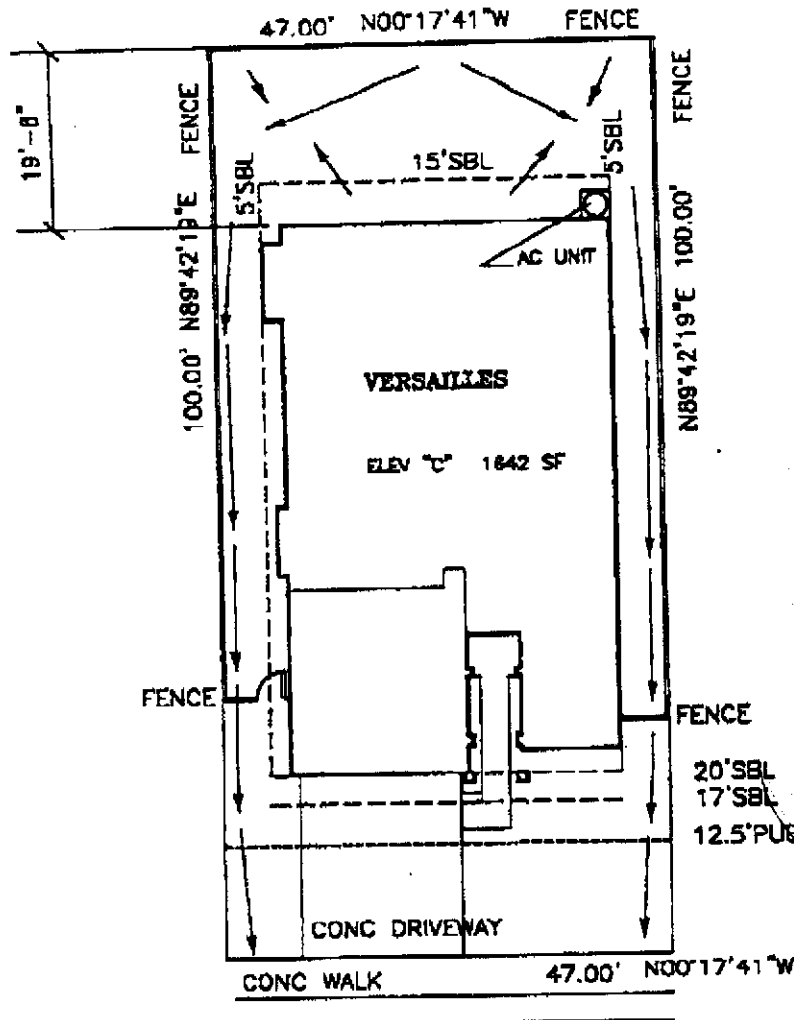 47.00' N00°17'41"W FENCE
FENCE
FENCE
19'-8"
5'SBL
15'SBL
5'SBL
AC UNIT
100.00' N89°42'19"E
N89°42'19"E 100.00'
VERSAILLES
ELEV "C" 1642 SF
FENCE
FENCE
20'SBL
17'SBL
12.5'PUE
CONC DRIVEWAY
CONC WALK
47.00' N00°17'41"W